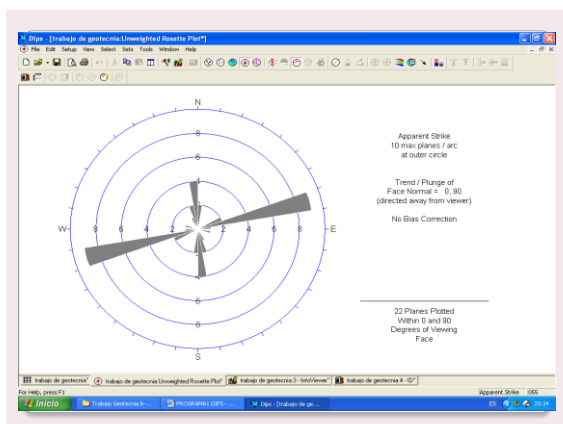 Dips - [trabajo de geotecnia:Unweighted Rosette Plot*]
File Edit Setup View Select Sets Tools Window Help
N
8
6
4
2
W
8
6
4
2
2
4
6
8
E
4
6
8
S
Apparent Strike
10 max planes / arc
at outer circle
Trend / Plunge of
Face Normal = 0, 90
(directed away from viewer)
No Bias Correction
22 Planes Plotted
Within 0 and 90
Degrees of Viewing
Face
trabajo de geotecnia* trabajo de geotecnia:Unweighted Rosette Plot* trabajo de geotecnia:3 - InfoViewer* trabajo de geotecnia:4 - ID*
For Help, press F1
Apparent Strike 055
Inicio Trabajo Geotecnia b-... PROGRAMA( DIPS - ... Dips - [trabajo de ge... ES 20:34